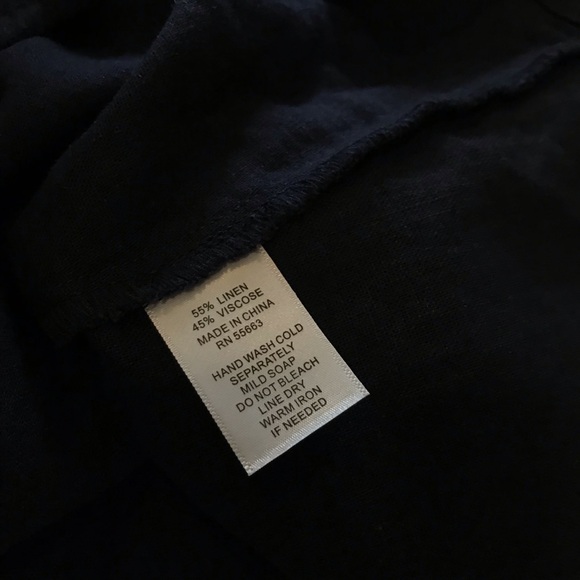 55% LINEN
45% VISCOSE
MADE IN CHINA
RN 55663
HAND WASH COLD
SEPARATELY
MILD SOAP
DO NOT BLEACH
LINE DRY
WARM IRON
IF NEEDED